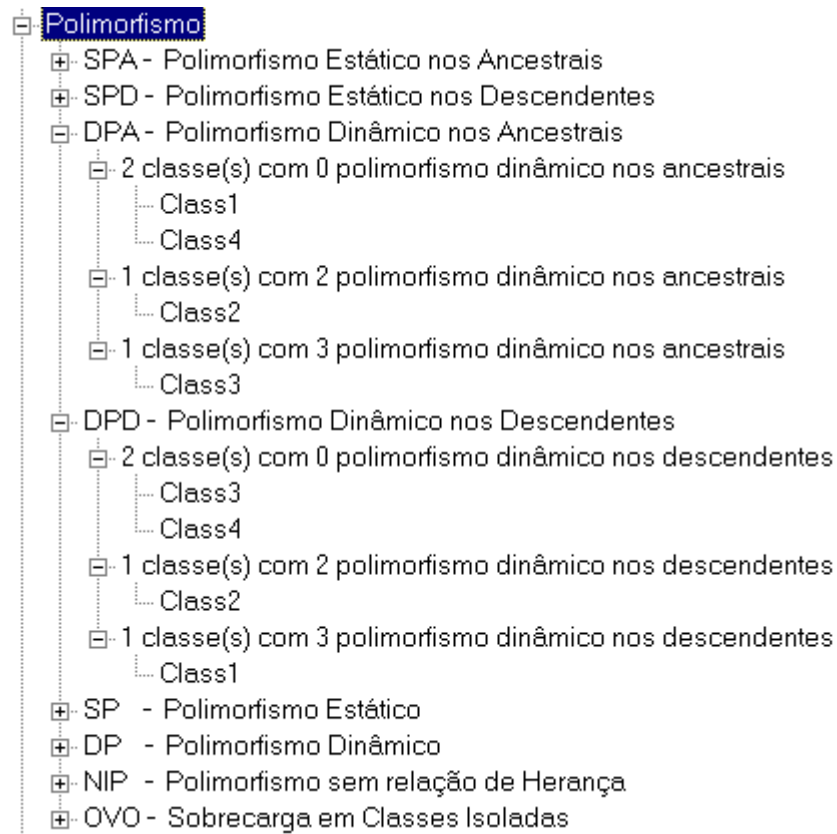 Polimorfismo
SPA - Polimorfismo Estático nos Ancestrais
SPD - Polimorfismo Estático nos Descendentes
DPA - Polimorfismo Dinâmico nos Ancestrais
2 classe(s) com 0 polimorfismo dinâmico nos ancestrais
Class1
Class4
1 classe(s) com 2 polimorfismo dinâmico nos ancestrais
Class2
1 classe(s) com 3 polimorfismo dinâmico nos ancestrais
Class3
DPD - Polimorfismo Dinâmico nos Descendentes
2 classe(s) com 0 polimorfismo dinâmico nos descendentes
Class3
Class4
1 classe(s) com 2 polimorfismo dinâmico nos descendentes
Class2
1 classe(s) com 3 polimorfismo dinâmico nos descendentes
Class1
SP - Polimorfismo Estático
DP - Polimorfismo Dinâmico
NIP - Polimorfismo sem relação de Herança
OVO - Sobrecarga em Classes Isoladas